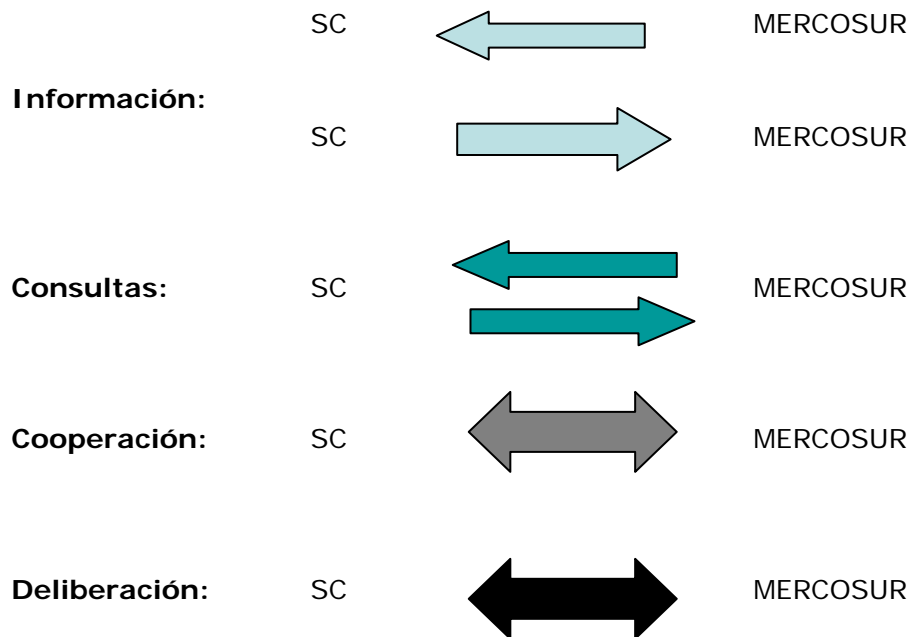 SC MERCOSUR
Información:
SC MERCOSUR
Consultas: SC MERCOSUR
Cooperación: SC MERCOSUR
Deliberación: SC MERCOSUR